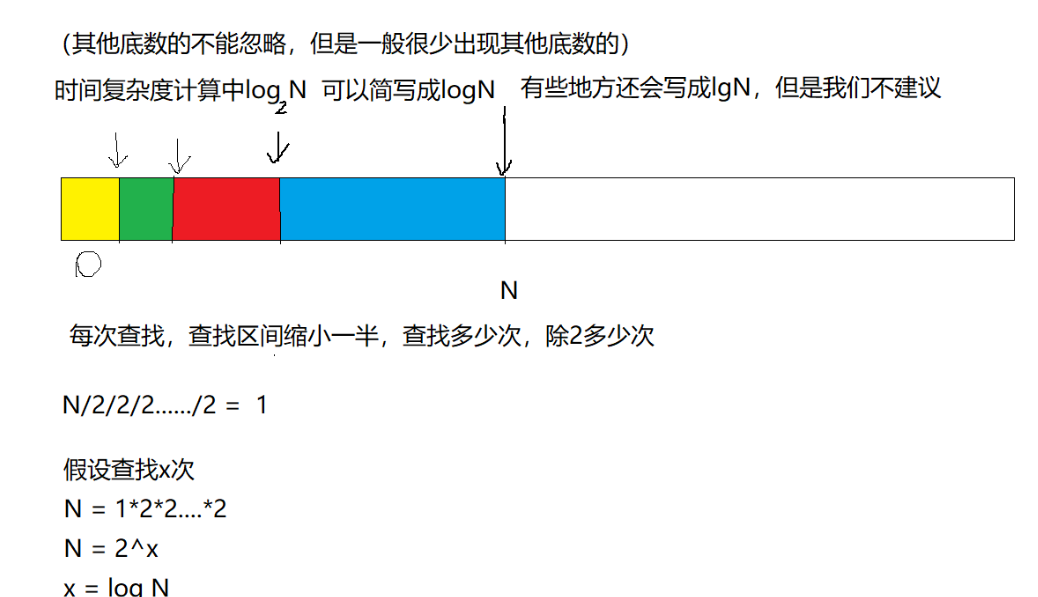 （其他底数的不能忽略，但是一般很少出现其他底数的）
时间复杂度计算中log N 可以简写成logN 有些地方还会写成lgN，但是我们不建议
2
N
每次查找，查找区间缩小一半，查找多少次，除2多少次
N/2/2/2....../2 = 1
假设查找x次
N = 1*2*2....*2
N = 2^x
x = log N